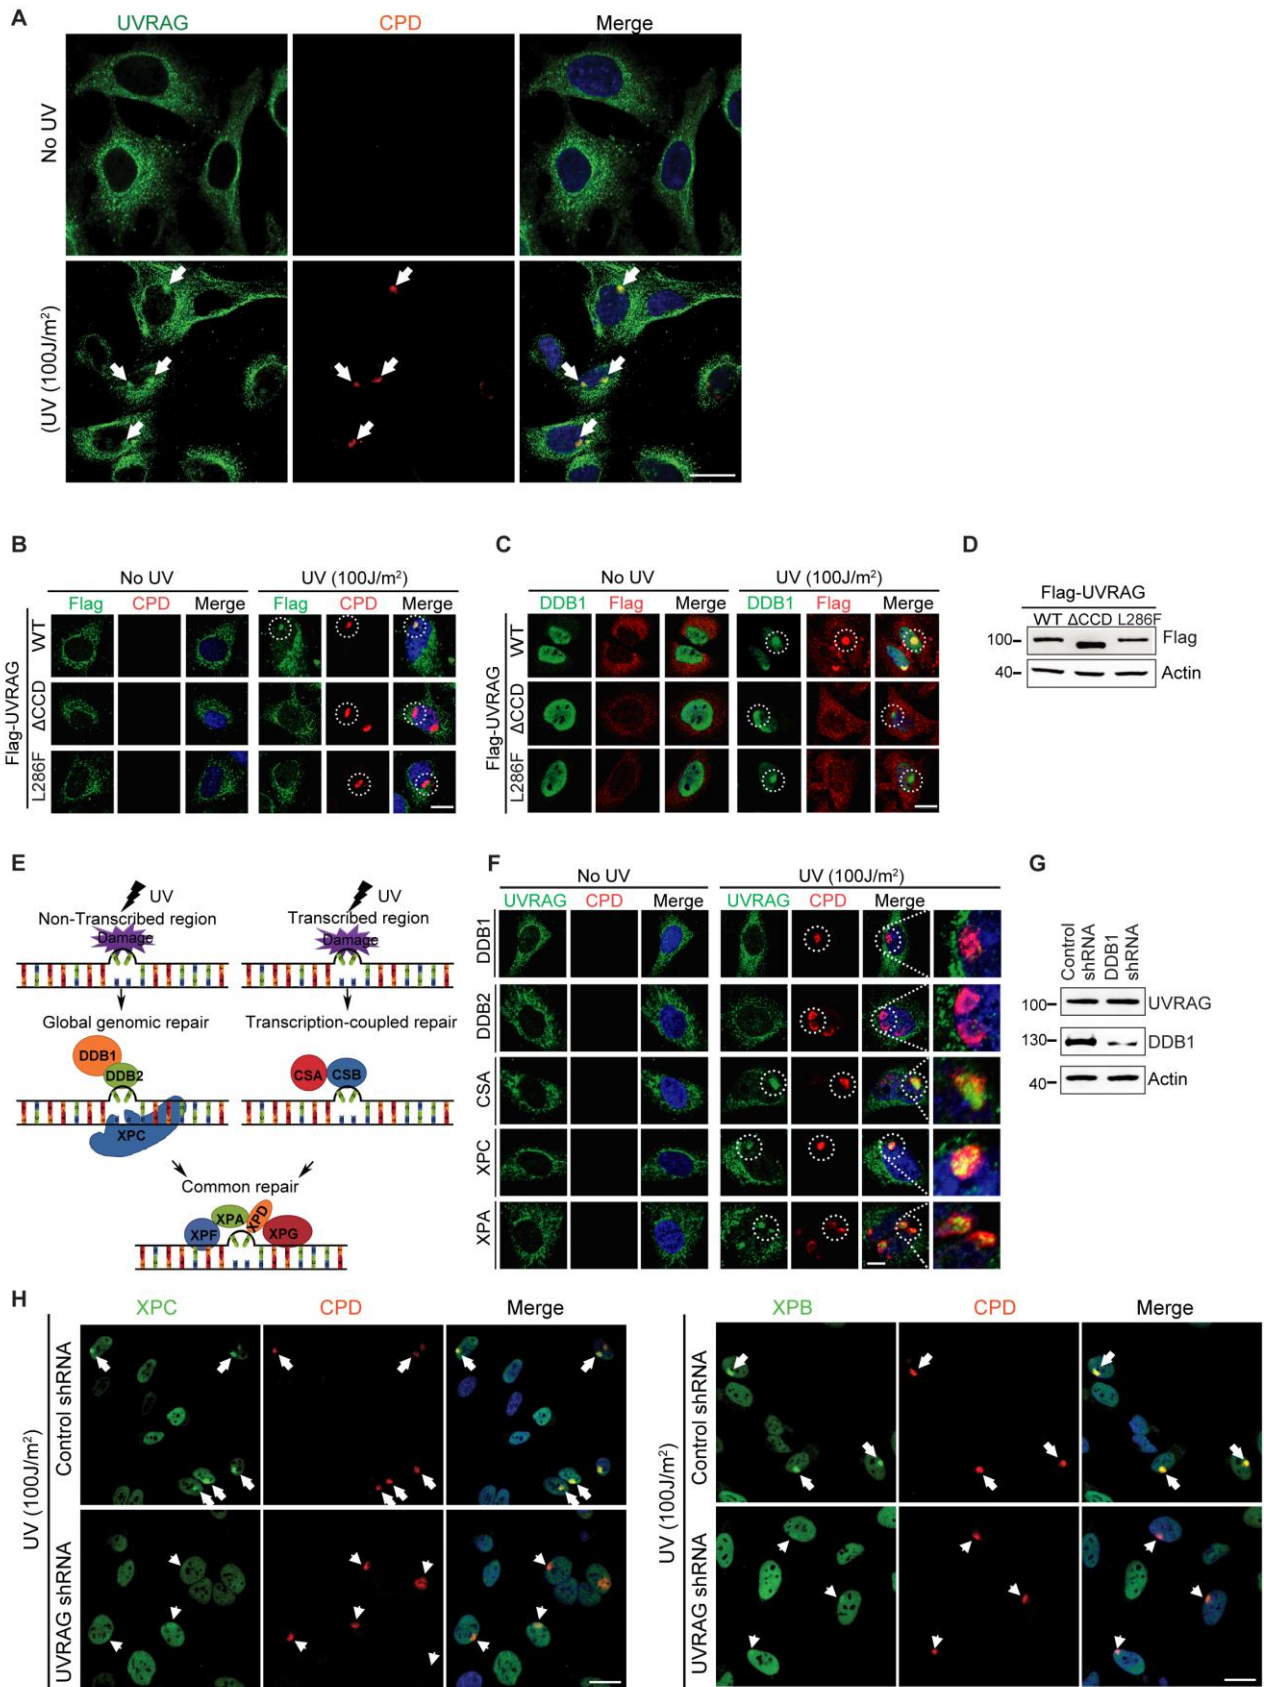 A
UVRAG CPD Merge
No UV
(UV (100J/m²)
B
No UV UV (100J/m²)
Flag CPD Merge Flag CPD Merge
Flag-UVRAG
WT
ΔCCD
L286F
C
No UV UV (100J/m²)
DDB1 Flag Merge DDB1 Flag Merge
Flag-UVRAG
WT
ΔCCD
L286F
D
Flag-UVRAG
WT ΔCCD L286F
100 Flag
40 Actin
E
UV UV
Non-Transcribed region Transcribed region
Damage Damage
Global genomic repair Transcription-coupled repair
DDB1
DDB2
CSA CSB
XPC
Common repair
XPF XPA XPD XPG
F
No UV UV (100J/m²)
UVRAG CPD Merge UVRAG CPD Merge
DDB1
DDB2
CSA
XPC
XPA
G
Control shRNA
DDB1 shRNA
100 UVRAG
130 DDB1
40 Actin
H
XPC CPD Merge
UV (100J/m²)
Control shRNA
UVRAG shRNA
XPB CPD Merge
UV (100J/m²)
Control shRNA
UVRAG shRNA